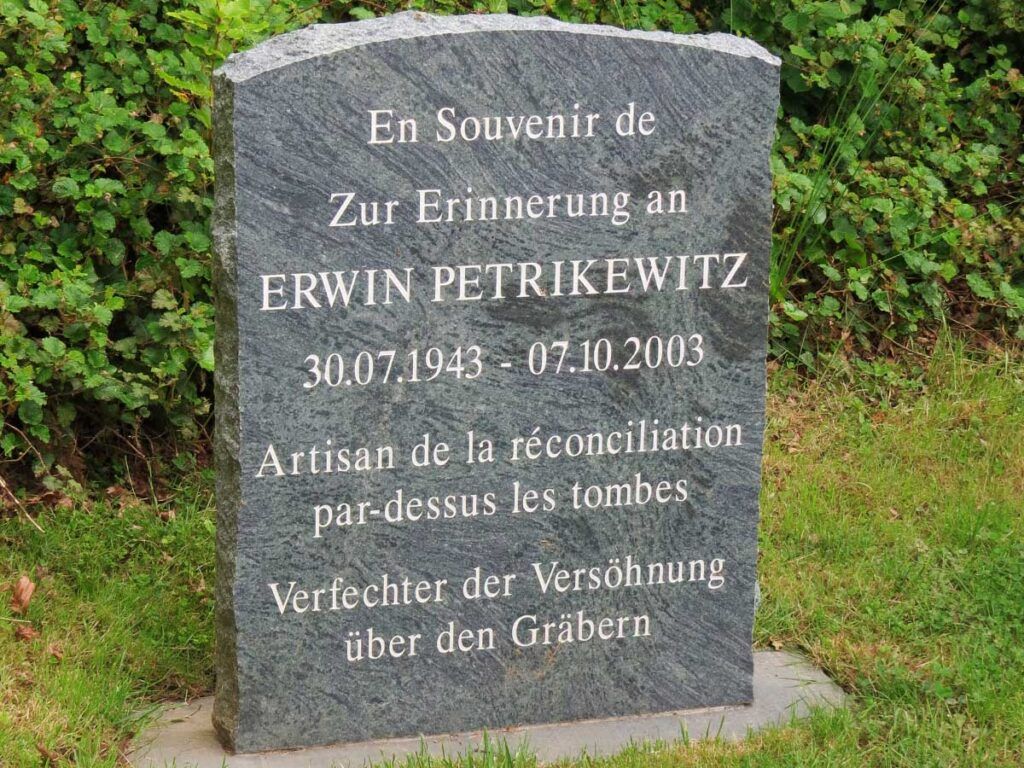 En Souvenir de
Zur Erinnerung an
ERWIN PETRIKEWITZ
30.07.1943 - 07.10.2003
Artisan de la réconciliation
par-dessus les tombes
Verfechter der Versöhnung
über den Gräbern